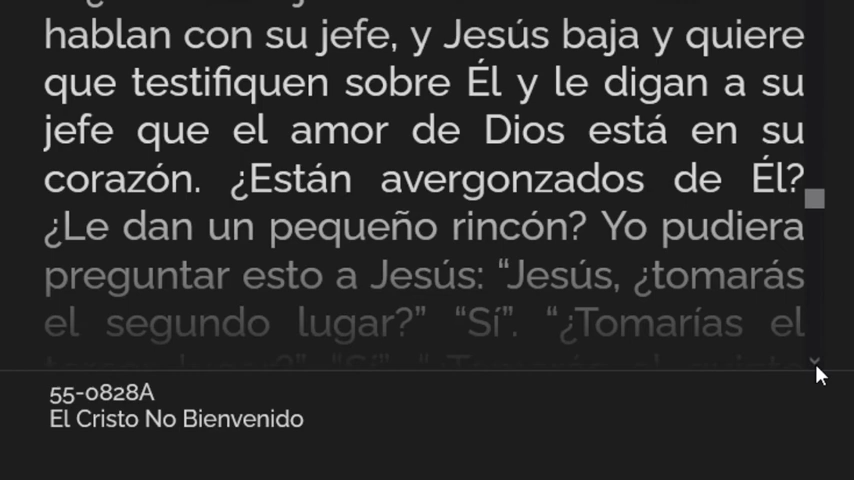 hablan con su jefe, y Jesús baja y quiere
que testifiquen sobre Él y le digan a su
jefe que el amor de Dios está en su
corazón. ¿Están avergonzados de Él?
¿Le dan un pequeño rincón? Yo pudiera
preguntar esto a Jesús: “Jesús, ¿tomarás
el segundo lugar?” “Sí”. “¿Tomarías el
55-0828A
El Cristo No Bienvenido